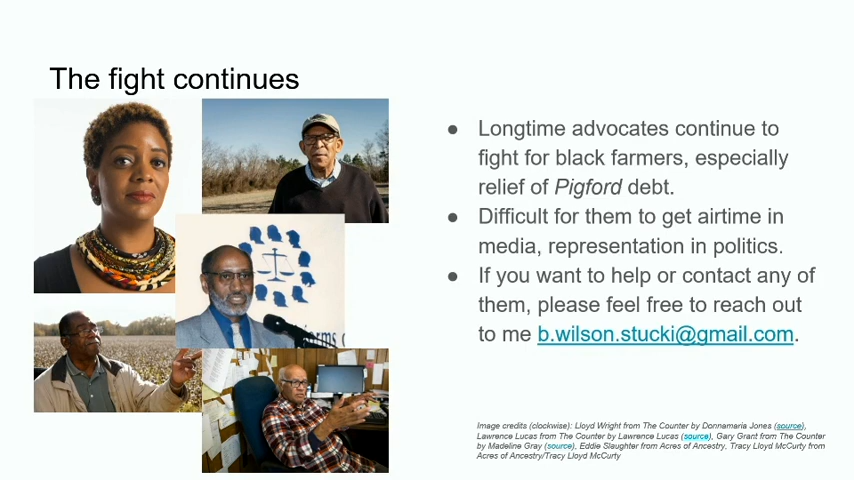 The fight continues
● Longtime advocates continue to
fight for black farmers, especially
relief of Pigford debt.
● Difficult for them to get airtime in
media, representation in politics.
● If you want to help or contact any of
them, please feel free to reach out
to me b.wilson.stucki@gmail.com.
Image credits (clockwise): Lloyd Wright from The Counter by Donnamaria Jones (source),
Lawrence Lucas from The Counter by Lawrence Lucas (source), Gary Grant from The Counter
by Madeline Gray (source), Eddie Slaughter from Acres of Ancestry, Tracy Lloyd McCurty from
Acres of Ancestry/Tracy Lloyd McCurty